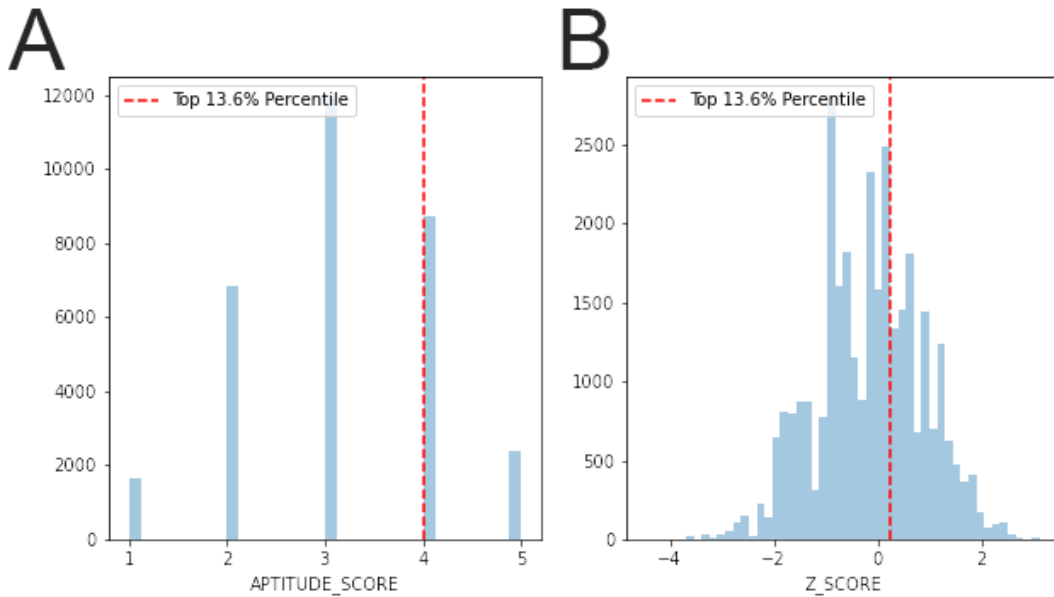 A
Top 13.6% Percentile
12000
10000
8000
6000
4000
2000
0
1 2 3 4 5
APTITUDE_SCORE
B
Top 13.6% Percentile
2500
2000
1500
1000
500
0
−4 −2 0 2
Z_SCORE